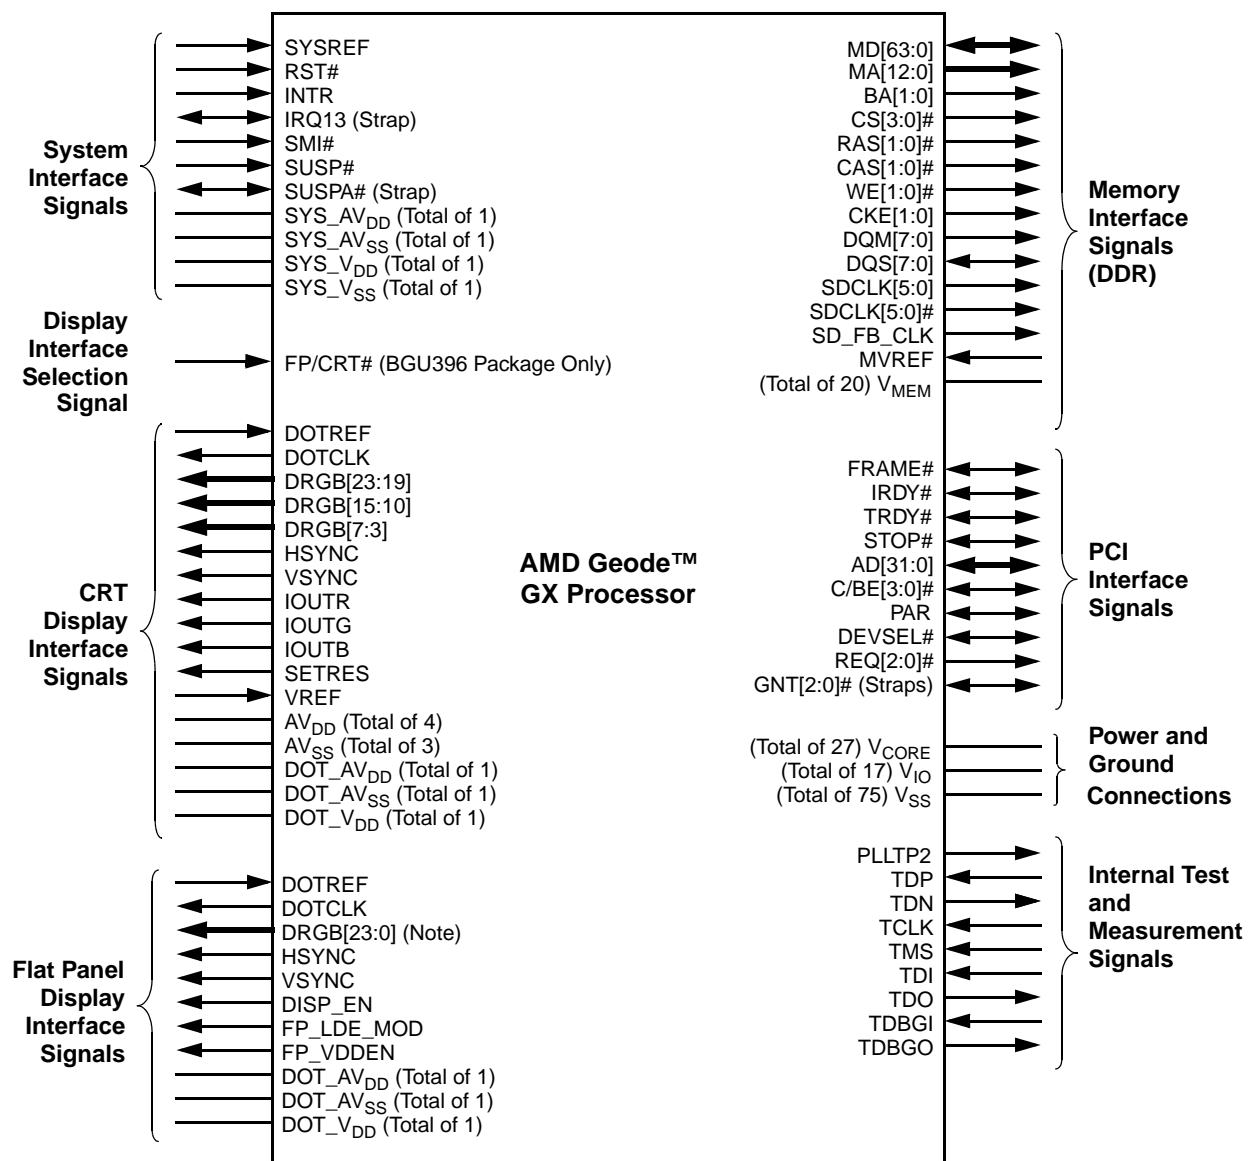 System
Interface
Signals
SYSREF
RST#
INTR
IRQ13 (Strap)
SMI#
SUSP#
SUSPA# (Strap)
SYS_AVDD (Total of 1)
SYS_AVSS (Total of 1)
SYS_VDD (Total of 1)
SYS_VSS (Total of 1)
Display
Interface
Selection
Signal
FP/CRT# (BGU396 Package Only)
CRT
Display
Interface
Signals
DOTREF
DOTCLK
DRGB[23:19]
DRGB[15:10]
DRGB[7:3]
HSYNC
VSYNC
IOUTR
IOUTG
IOUTB
SETRES
VREF
AVDD (Total of 4)
AVSS (Total of 3)
DOT_AVDD (Total of 1)
DOT_AVSS (Total of 1)
DOT_VDD (Total of 1)
Flat Panel
Display
Interface
Signals
DOTREF
DOTCLK
DRGB[23:0] (Note)
HSYNC
VSYNC
DISP_EN
FP_LDE_MOD
FP_VDDEN
DOT_AVDD (Total of 1)
DOT_AVSS (Total of 1)
DOT_VDD (Total of 1)
AMD Geode™
GX Processor
MD[63:0]
MA[12:0]
BA[1:0]
CS[3:0]#
RAS[1:0]#
CAS[1:0]#
WE[1:0]#
CKE[1:0]
DQM[7:0]
DQS[7:0]
SDCLK[5:0]
SDCLK[5:0]#
SD_FB_CLK
MVREF
(Total of 20) VMEM
Memory
Interface
Signals
(DDR)
FRAME#
IRDY#
TRDY#
STOP#
AD[31:0]
C/BE[3:0]#
PAR
DEVSEL#
REQ[2:0]#
GNT[2:0]# (Straps)
PCI
Interface
Signals
(Total of 27) VCORE
(Total of 17) VIO
(Total of 75) VSS
Power and
Ground
Connections
PLLTP2
TDP
TDN
TCLK
TMS
TDI
TDO
TDBGI
TDBGO
Internal Test
and
Measurement
Signals